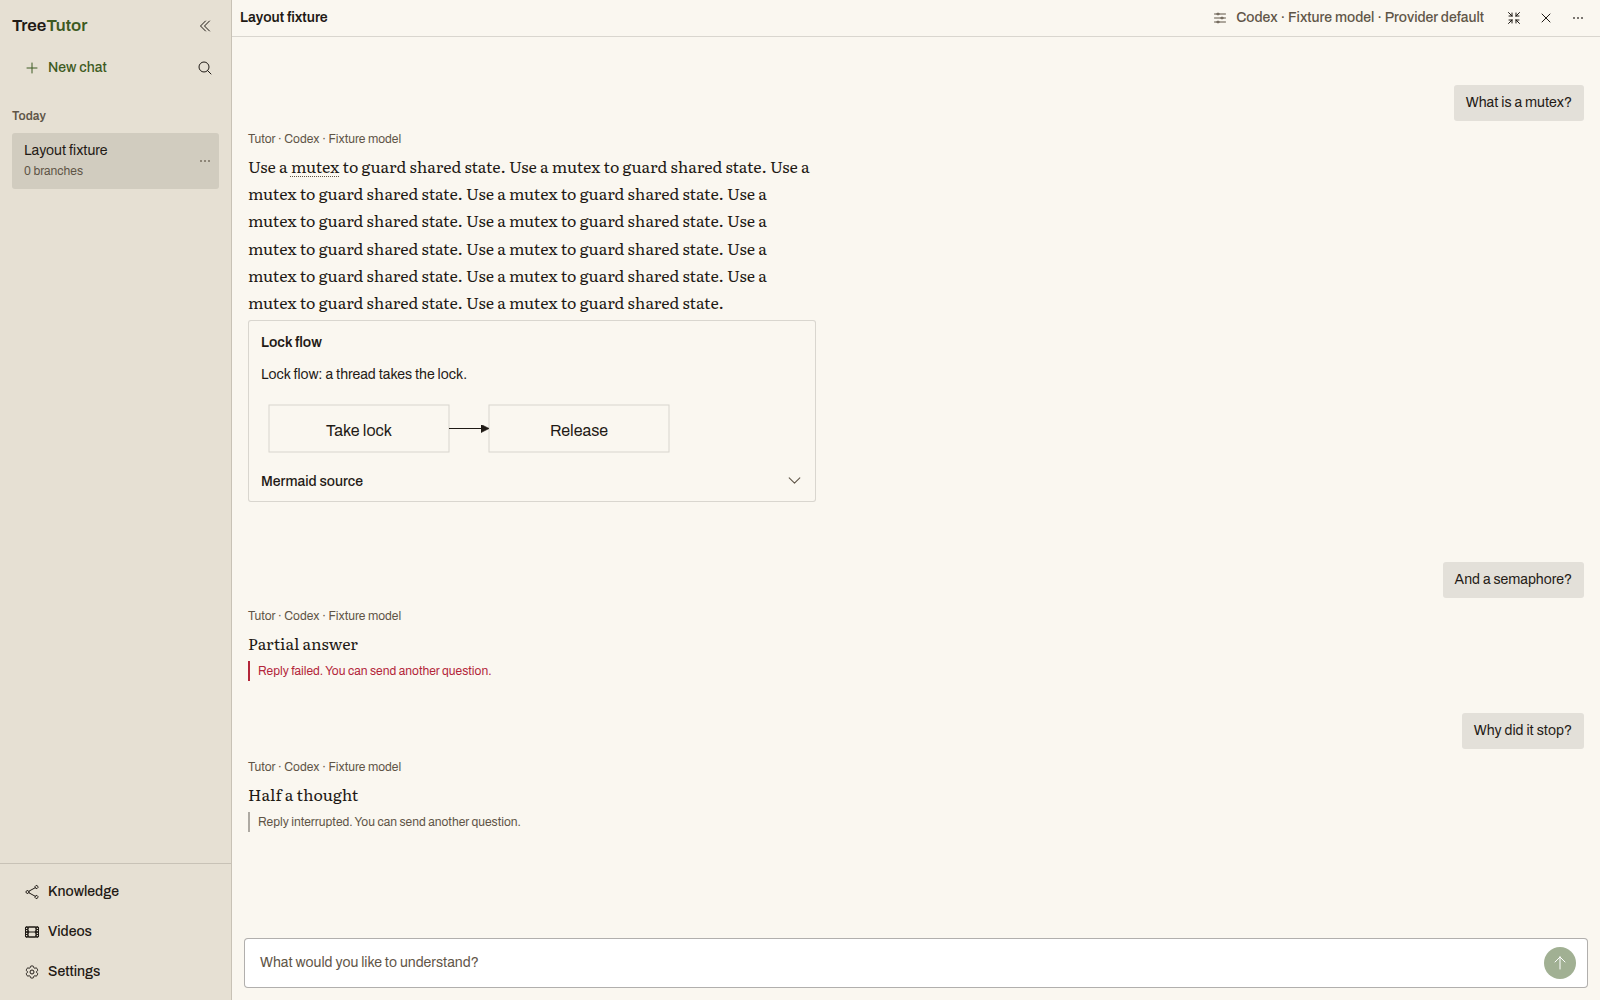 TreeTutor
New chat
Today
Layout fixture
0 branches
Knowledge
Videos
Settings
Layout fixture
Codex · Fixture model · Provider default
What is a mutex?
Tutor · Codex · Fixture model
Use a mutex to guard shared state. Use a mutex to guard shared state. Use a
mutex to guard shared state. Use a mutex to guard shared state. Use a
mutex to guard shared state. Use a mutex to guard shared state. Use a
mutex to guard shared state. Use a mutex to guard shared state. Use a
mutex to guard shared state. Use a mutex to guard shared state. Use a
mutex to guard shared state. Use a mutex to guard shared state.
Lock flow
Lock flow: a thread takes the lock.
Take lock
Release
Mermaid source
And a semaphore?
Tutor · Codex · Fixture model
Partial answer
Reply failed. You can send another question.
Why did it stop?
Tutor · Codex · Fixture model
Half a thought
Reply interrupted. You can send another question.
What would you like to understand?